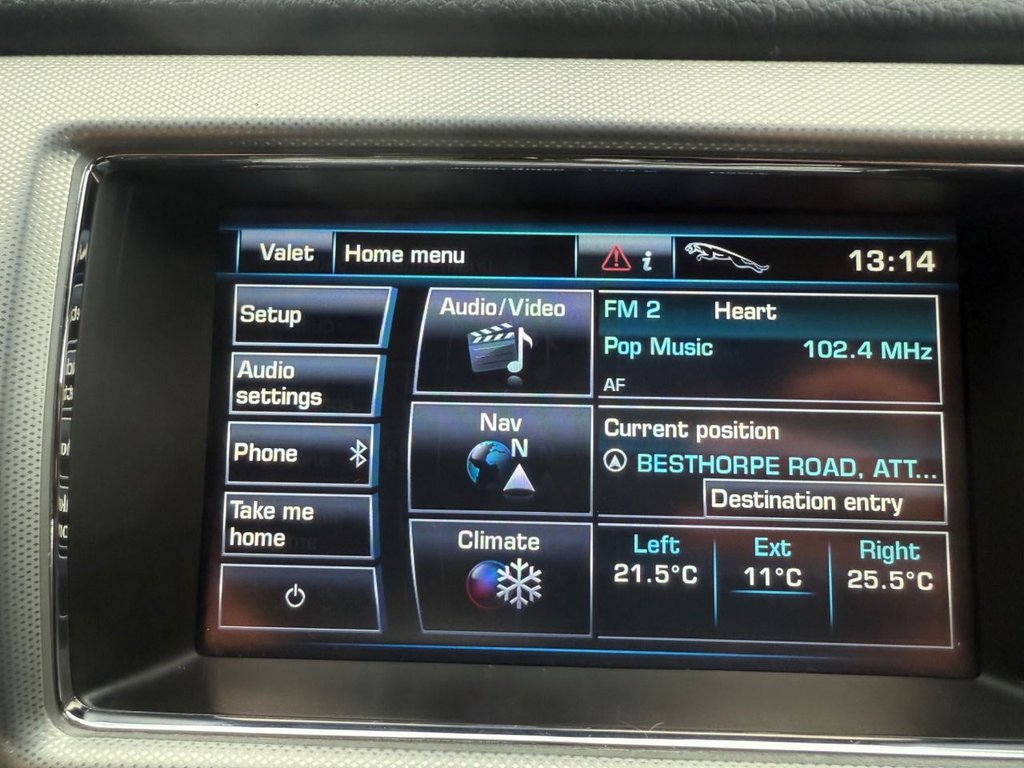 Valet
Home menu
i
13:14
Setup
Audio
settings
Phone
Take me
home
Audio/Video
Nav
N
Climate
FM 2 Heart
Pop Music 102.4 MHz
AF
Current position
BESTHORPE ROAD, ATT...
Destination entry
Left Ext Right
21.5°C 11°C 25.5°C